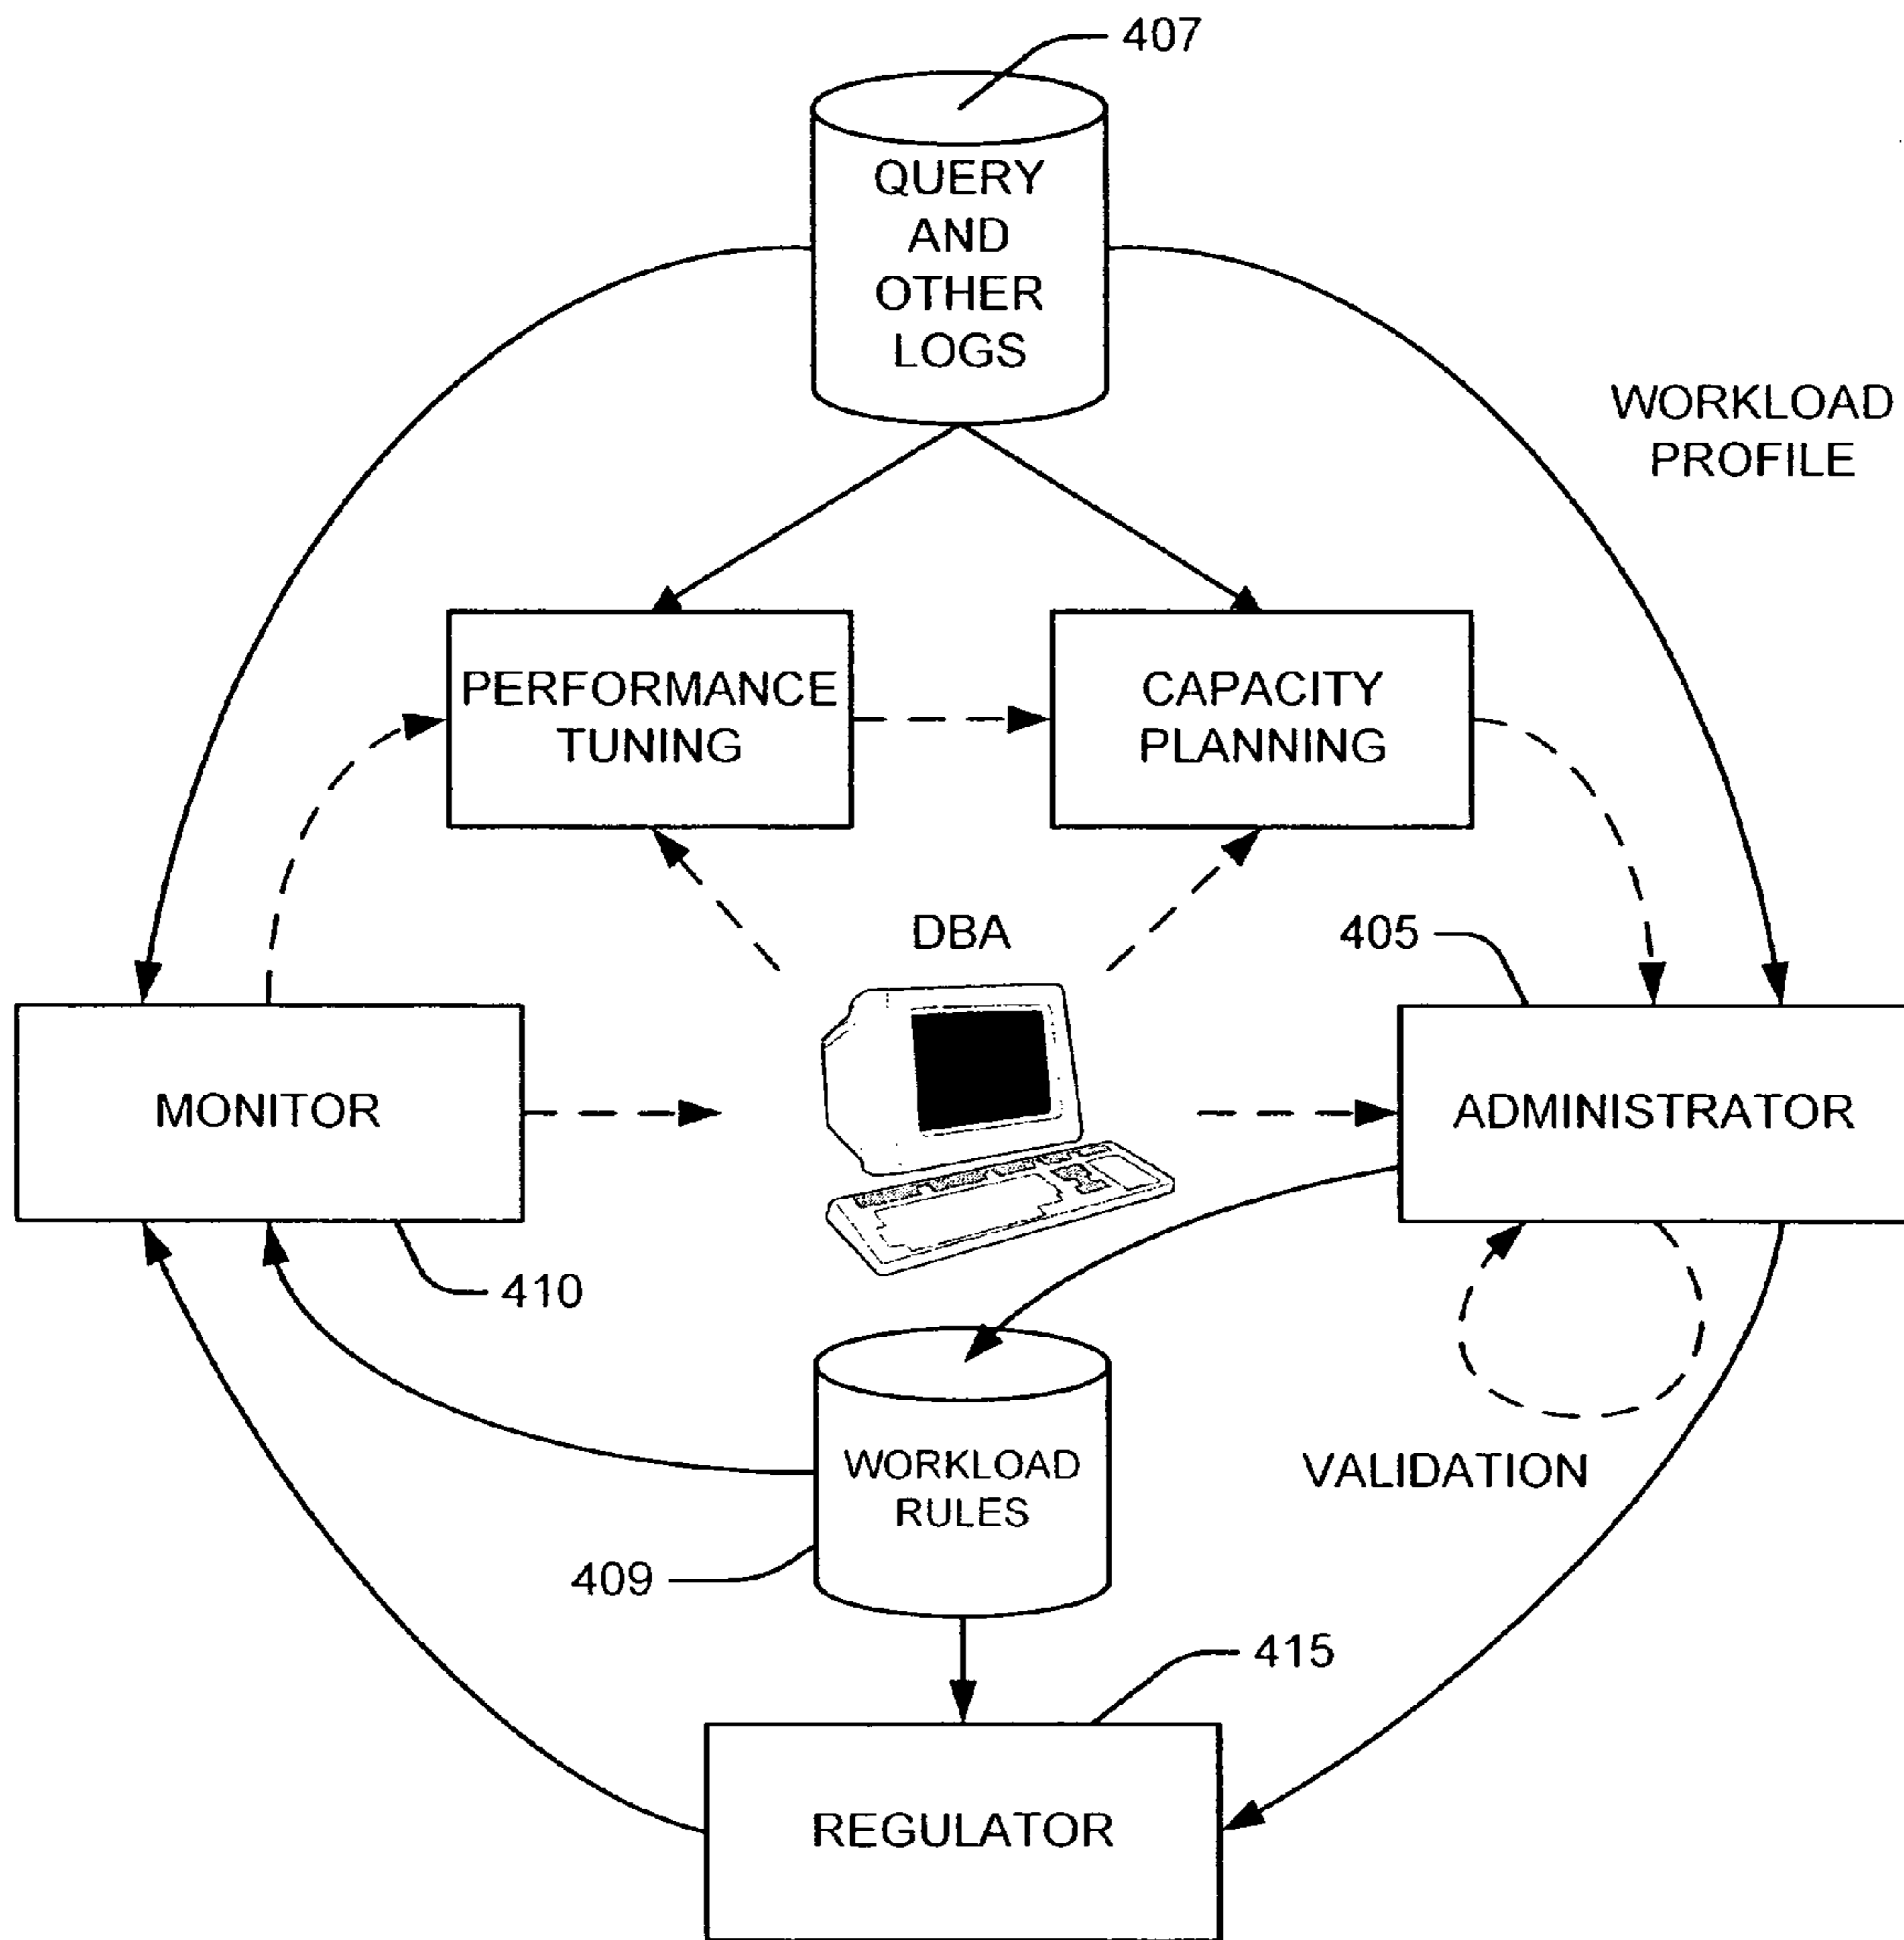 407
QUERY
AND
OTHER
LOGS
WORKLOAD
PROFILE
PERFORMANCE
TUNING
CAPACITY
PLANNING
DBA
405
MONITOR
ADMINISTRATOR
410
WORKLOAD
RULES
VALIDATION
409
415
REGULATOR